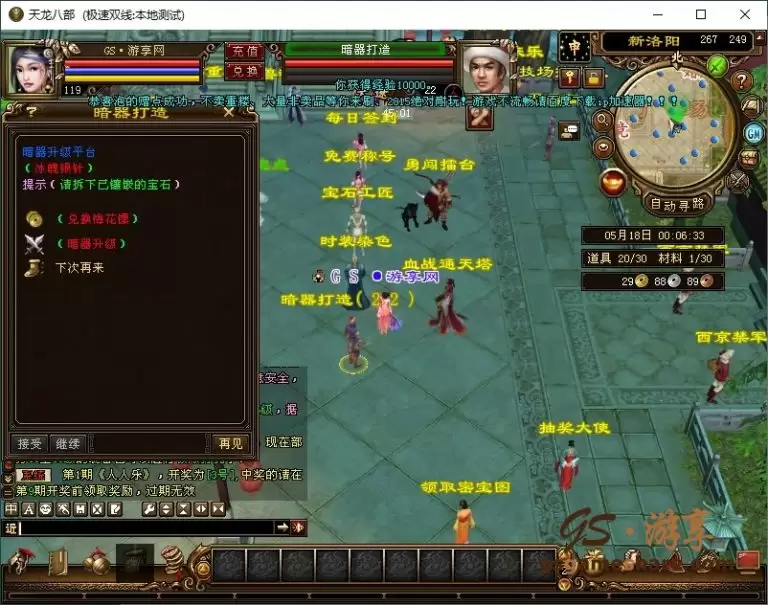 天龙八部 (极速双线:本地测试)
GS·游享网
119
充值
兑换
暗器打造
你获得经验10000
新洛阳 267 249
北
GM
自动寻路
暗器打造
暗器升级平台
提示(请拆下已镶嵌的宝石)
(兑换梅花镖)
(暗器升级)
下次再来
接受 继续 再见
每日签到
免费称号
勇闯擂台
宝石工匠
时装染色
血战通天塔
GS 游享网
暗器打造(22)
05月18日 00:06:33
道具 20/30 材料 1/30
29 88 89
西京禁军
抽奖大使
领取密宝图
现在部
第1期《人人乐》,开奖为[3号],中奖的请在
第9期开奖前领取奖励,过期无效
近
GS·游享